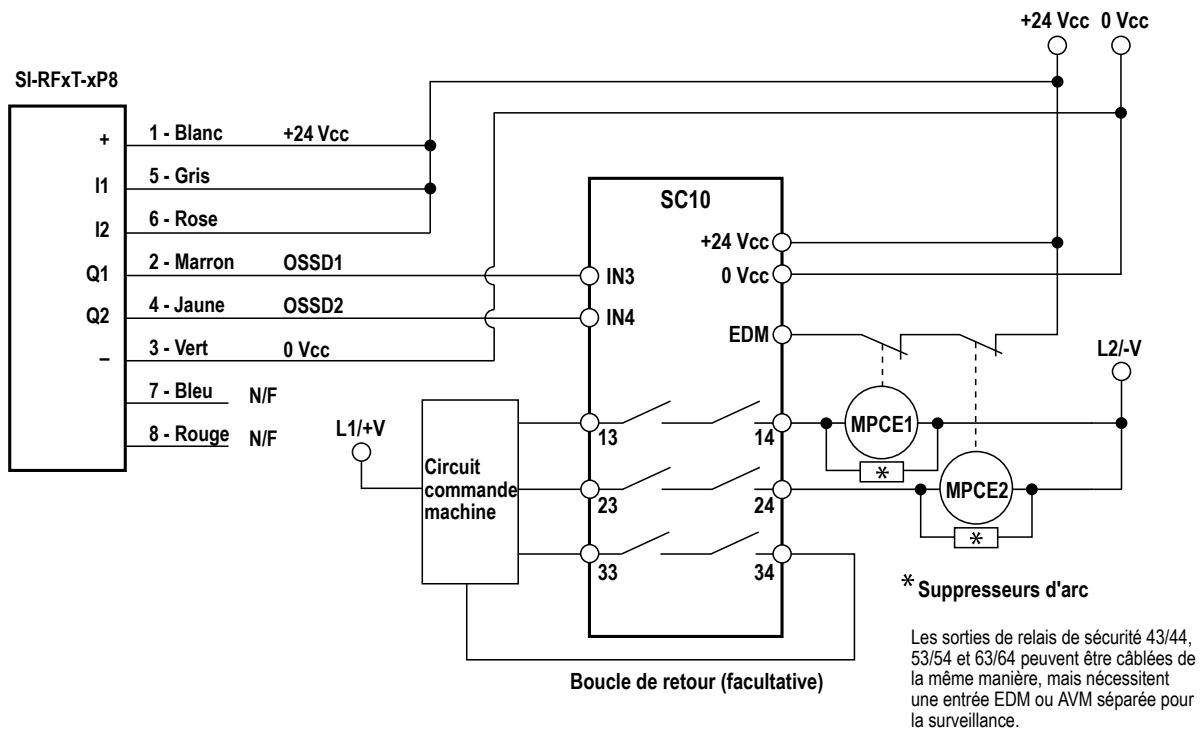 +24 Vcc 0 Vcc
SI-RFxT-xP8
+ 1 - Blanc +24 Vcc
I1 5 - Gris
I2 6 - Rose
Q1 2 - Marron OSSD1
Q2 4 - Jaune OSSD2
– 3 - Vert 0 Vcc
7 - Bleu N/F
8 - Rouge N/F
SC10
+24 Vcc
0 Vcc
IN3
IN4
EDM
L2/-V
L1/+V
Circuit
commande
machine
13 14
23 24
33 34
MPCE1
*
MPCE2
*
* Suppresseurs d'arc
Les sorties de relais de sécurité 43/44,
53/54 et 63/64 peuvent être câblées de
la même manière, mais nécessitent
une entrée EDM ou AVM séparée pour
la surveillance.
Boucle de retour (facultative)